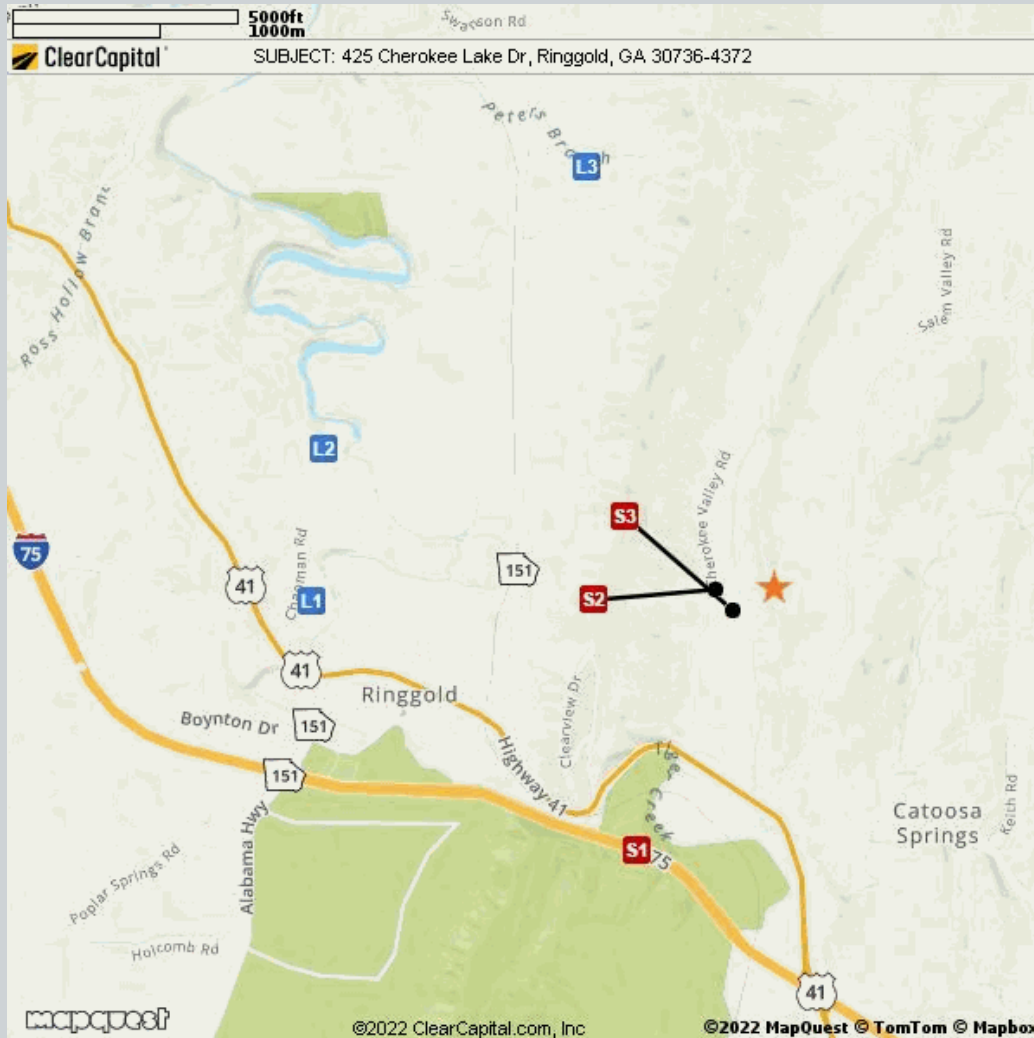 5000ft
1000m
Swanson Rd
ClearCapital
SUBJECT: 425 Cherokee Lake Dr, Ringgold, GA 30736-4372
Peters Branch
L3
Ross Hollow Branc
Salem Valley Rd
L2
Cherokee Valley Rd
S3
75
Chapman Rd
151
41
S2
L1
41
Ringgold
Clearview Dr
Boynton Dr
151
Highway 41
Tiger Creek
151
Catoosa
Springs
Keith Rd
Alabama Hwy
S1
75
Poplar Springs Rd
Holcomb Rd
41
mapquest
©2022 ClearCapital.com, Inc
©2022 MapQuest © TomTom © Mapbox